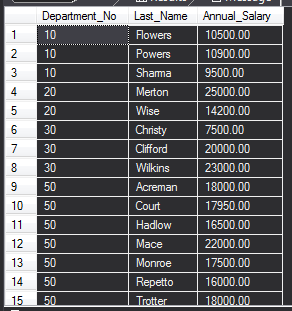 Department_No Last_Name Annual_Salary
1 10 Flowers 10500.00
2 10 Powers 10900.00
3 10 Sharma 9500.00
4 20 Merton 25000.00
5 20 Wise 14200.00
6 30 Christy 7500.00
7 30 Clifford 20000.00
8 30 Wilkins 23000.00
9 50 Acreman 18000.00
10 50 Court 17950.00
11 50 Hadlow 16500.00
12 50 Mace 22000.00
13 50 Monroe 17500.00
14 50 Repetto 16000.00
15 50 Trotter 18000.00